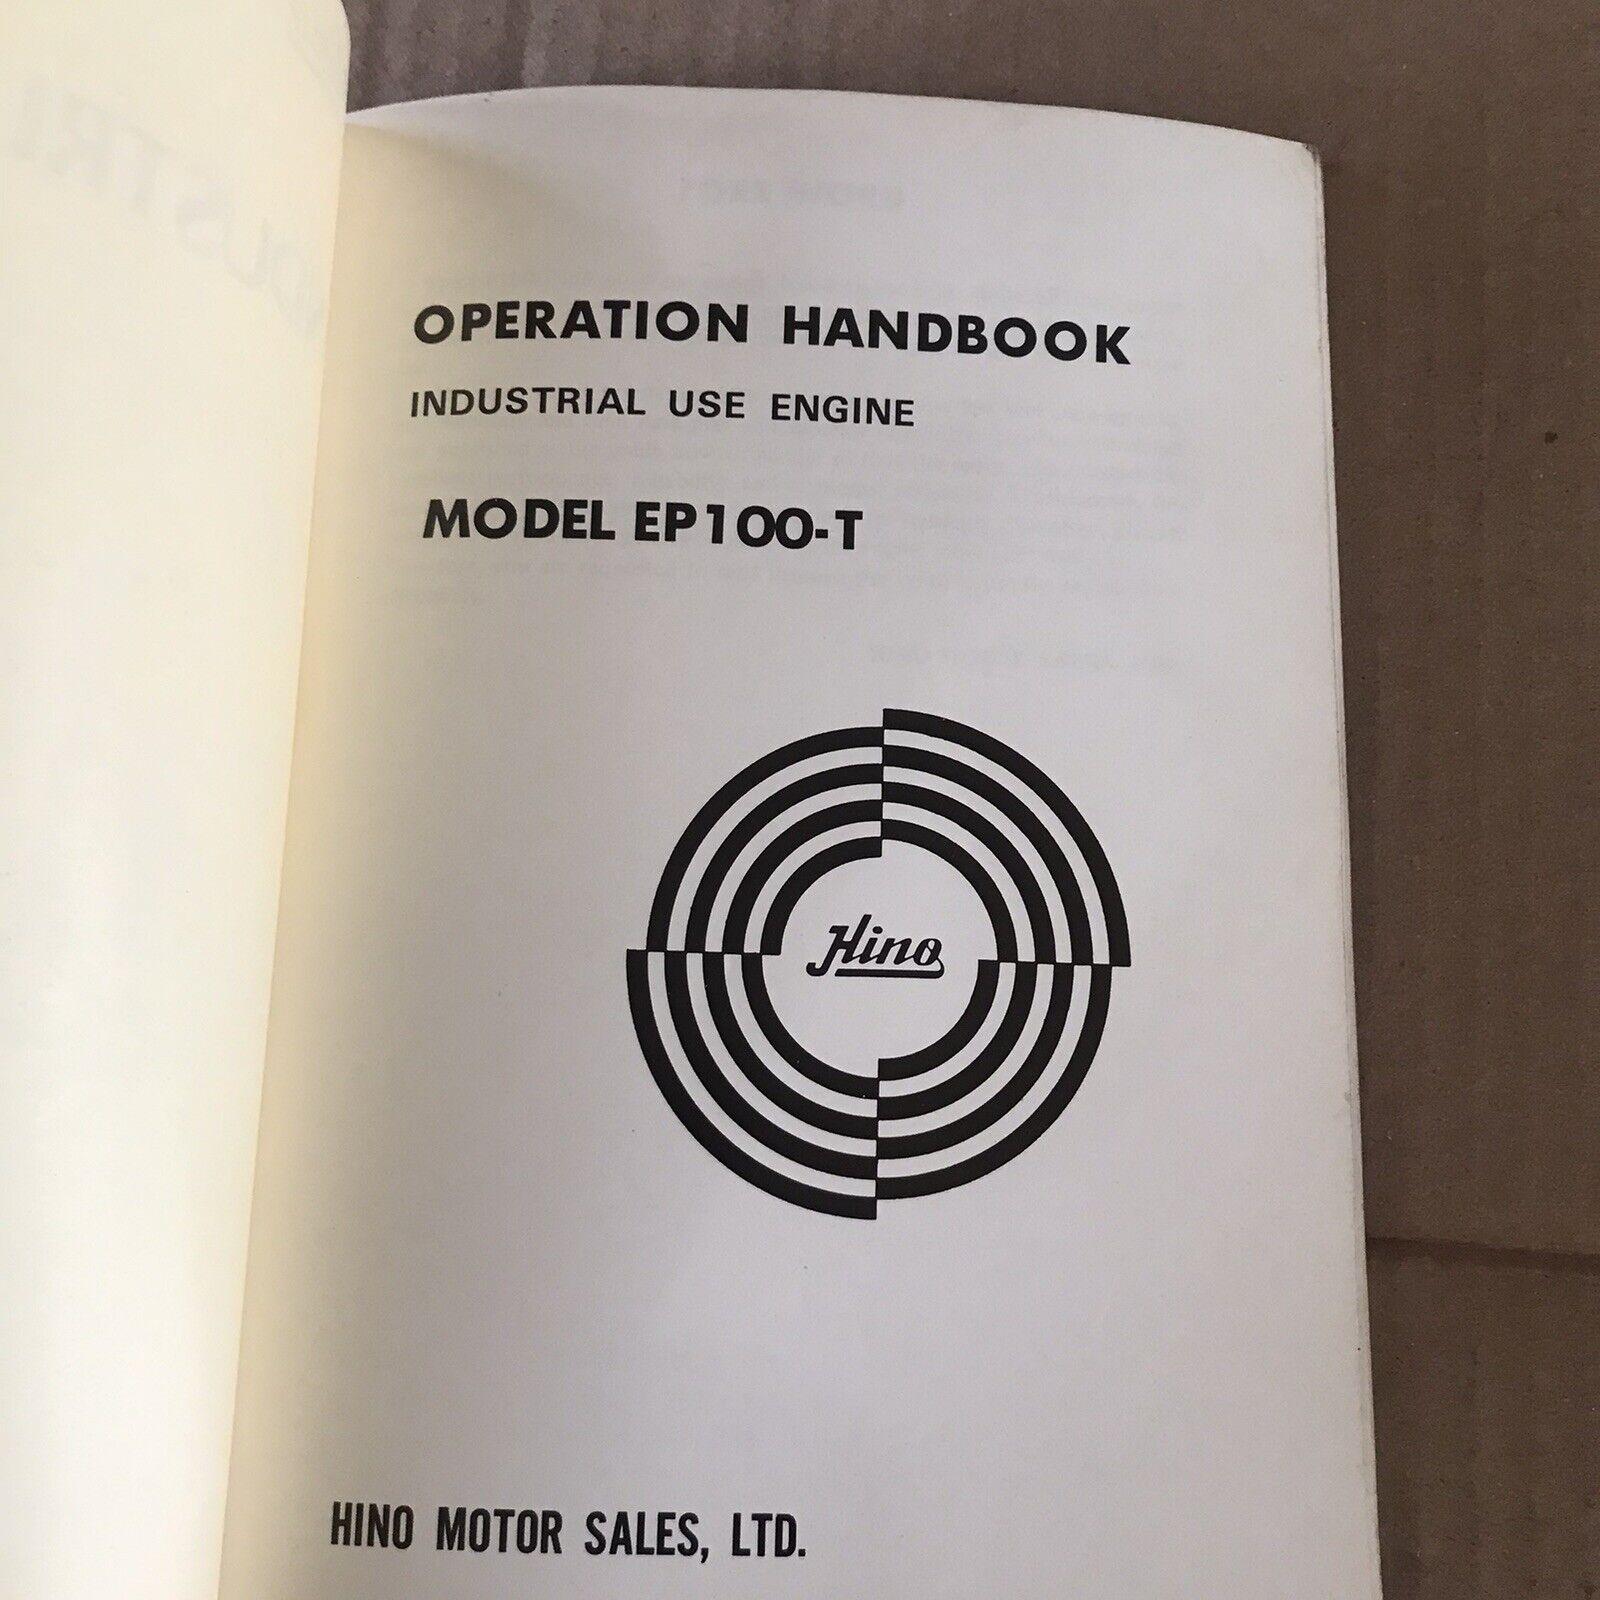 OPERATION HANDBOOK
INDUSTRIAL USE ENGINE
MODEL EP100-T
Hino
HINO MOTOR SALES, LTD.